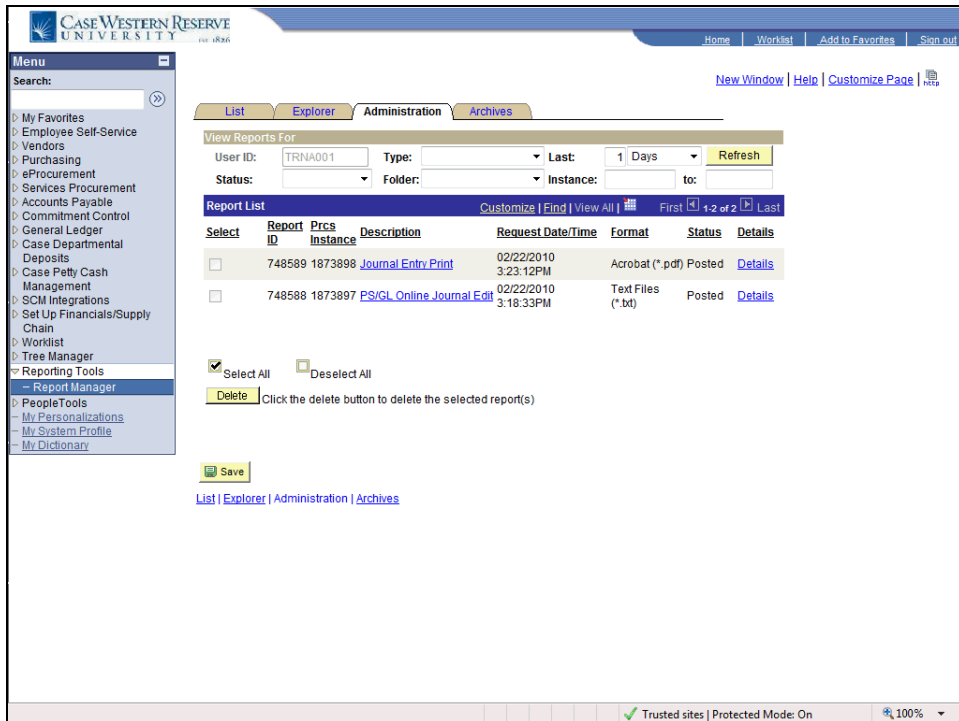 CASE WESTERN RESERVE
UNIVERSITY EST. 1826
Home Worklist Add to Favorites Sign out
Menu
Search:
My Favorites
Employee Self-Service
Vendors
Purchasing
eProcurement
Services Procurement
Accounts Payable
Commitment Control
General Ledger
Case Departmental
Deposits
Case Petty Cash
Management
SCM Integrations
Set Up Financials/Supply
Chain
Worklist
Tree Manager
Reporting Tools
Report Manager
PeopleTools
My Personalizations
My System Profile
My Dictionary
New Window | Help | Customize Page | http
List Explorer Administration Archives
View Reports For
User ID: TRNA001 Type: Last: 1 Days Refresh
Status: Folder: Instance: to:
Report List Customize | Find | View All | First 1-2 of 2 Last
Select Report ID Prcs Instance Description Request Date/Time Format Status Details
748589 1873898 Journal Entry Print 02/22/2010 3:23:12PM Acrobat (*.pdf) Posted Details
748588 1873897 PS/GL Online Journal Edit 02/22/2010 3:18:33PM Text Files (*.txt) Posted Details
Select All Deselect All
Delete Click the delete button to delete the selected report(s)
Save
List | Explorer | Administration | Archives
Trusted sites | Protected Mode: On 100%